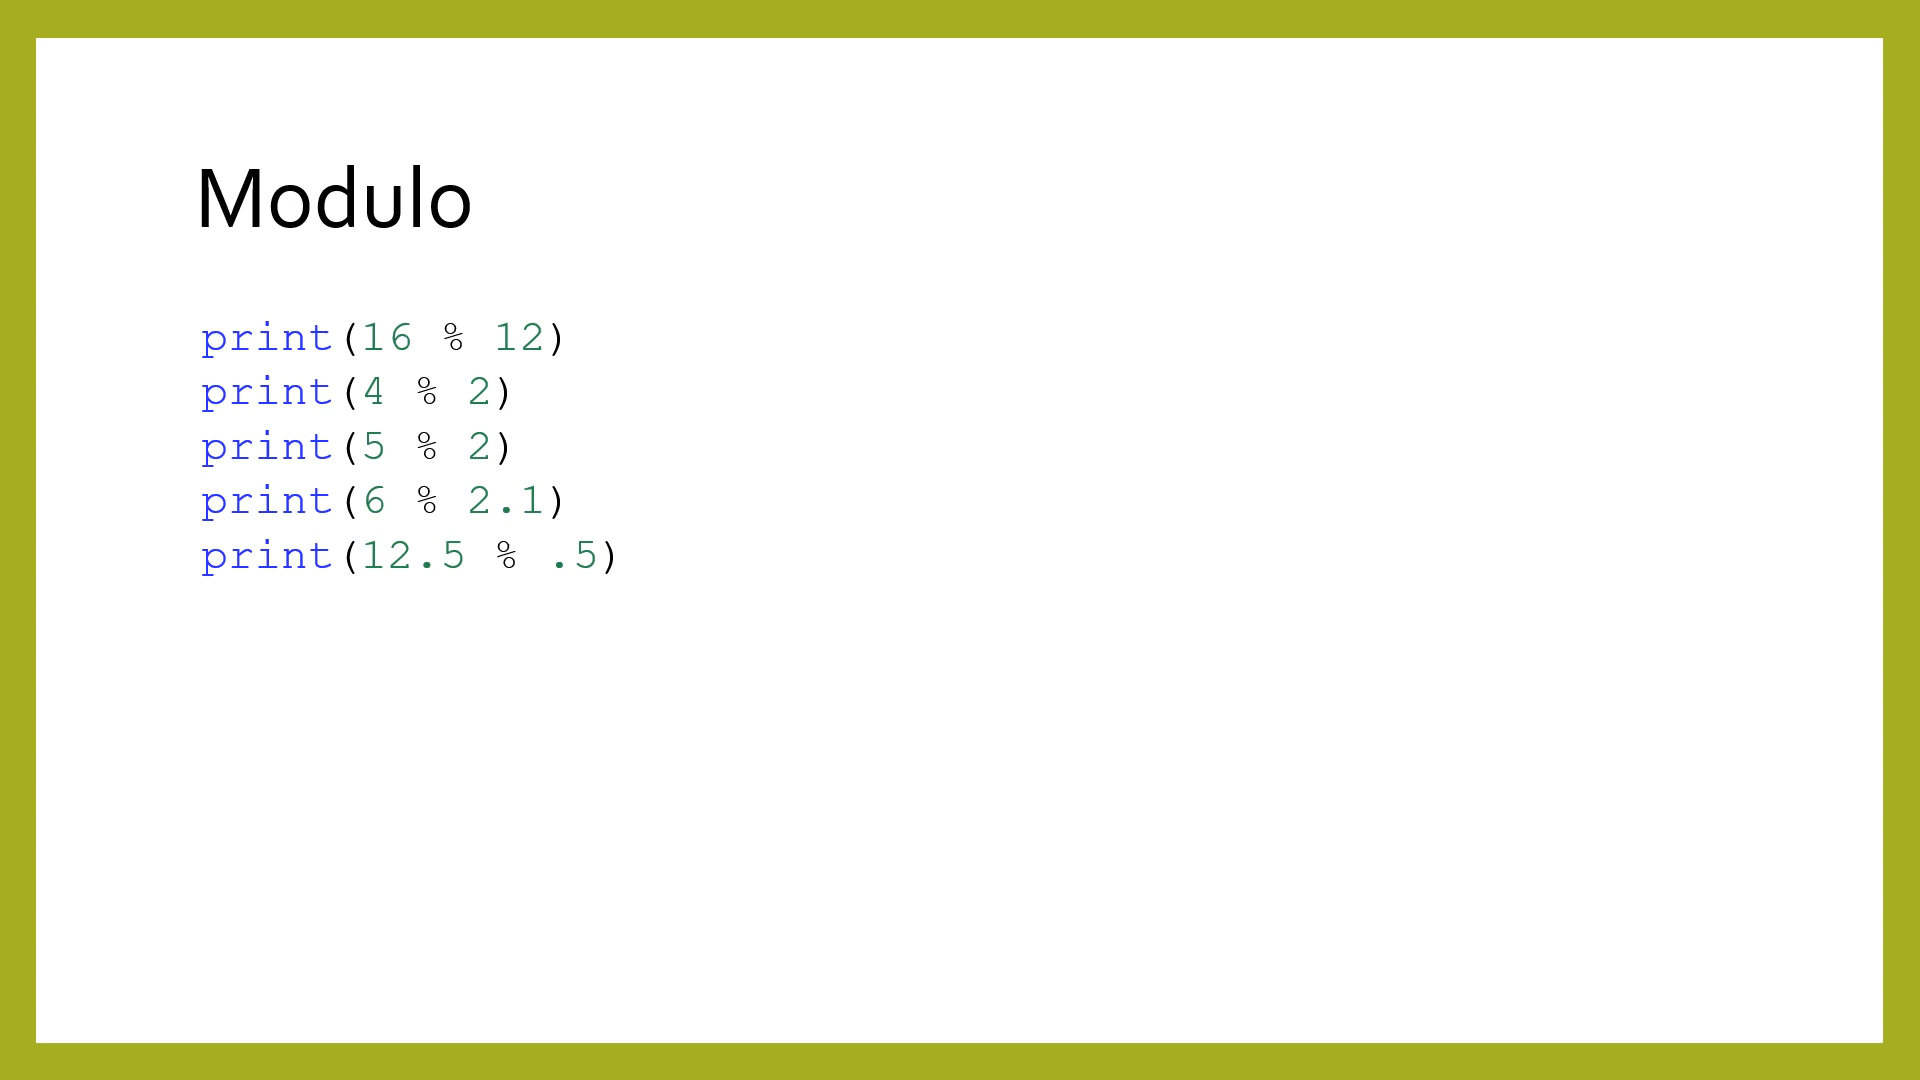 Modulo
print(16 % 12)
print(4 % 2)
print(5 % 2)
print(6 % 2.1)
print(12.5 % .5)